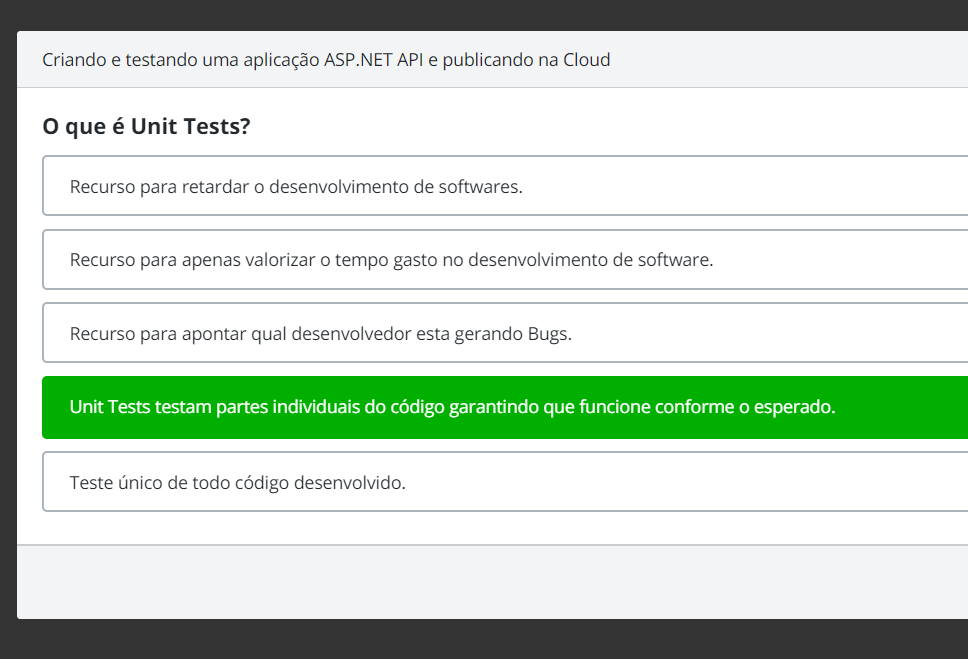 Criando e testando uma aplicação ASP.NET API e publicando na Cloud
O que é Unit Tests?
Recurso para retardar o desenvolvimento de softwares.
Recurso para apenas valorizar o tempo gasto no desenvolvimento de software.
Recurso para apontar qual desenvolvedor esta gerando Bugs.
Unit Tests testam partes individuais do código garantindo que funcione conforme o esperado.
Teste único de todo código desenvolvido.